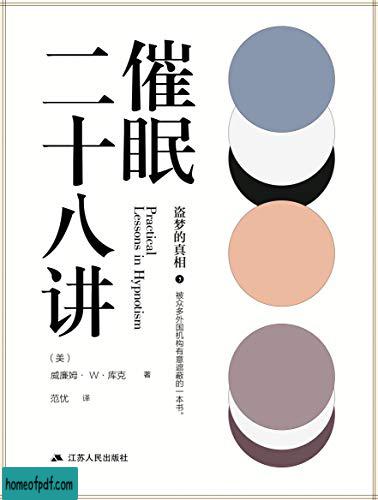 催眠
二十八讲
Practical
Lessons in Hypnotism
盗梦的真相，
被众多外国机构有意遮蔽的一本书。
（美）
威廉姆·W·库克 著
范忧 译
江苏人民出版社
homeofpdf.com